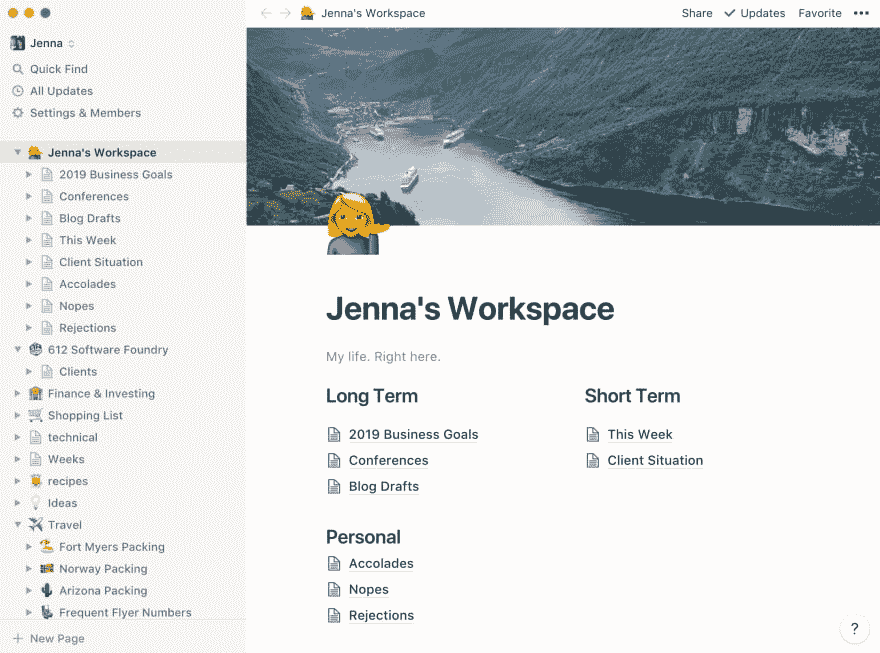 Jenna's Workspace
Share
Updates
Favorite
Jenna
Quick Find
All Updates
Settings & Members
Jenna's Workspace
2019 Business Goals
Conferences
Blog Drafts
This Week
Client Situation
Accolades
Nopes
Rejections
612 Software Foundry
Clients
Finance & Investing
Shopping List
technical
Weeks
recipes
Ideas
Travel
Fort Myers Packing
Norway Packing
Arizona Packing
Frequent Flyer Numbers
New Page
Jenna's Workspace
My life. Right here.
Long Term
2019 Business Goals
Conferences
Blog Drafts
Short Term
This Week
Client Situation
Personal
Accolades
Nopes
Rejections
?